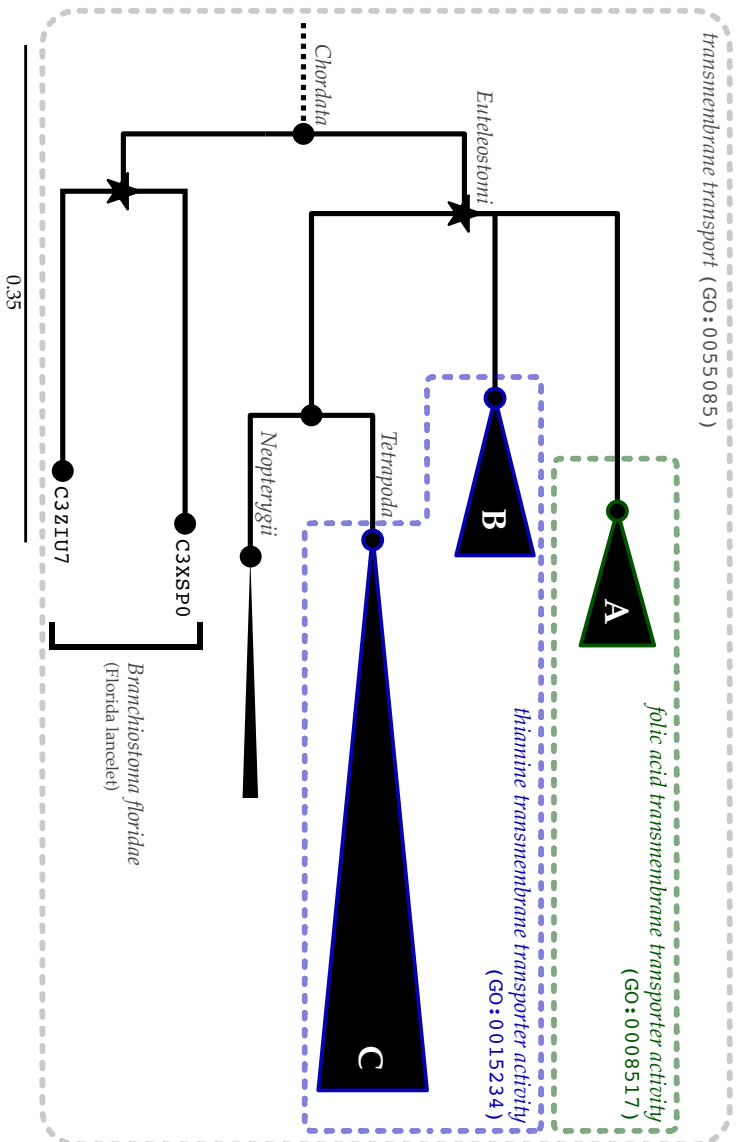 transmembrane transport (GO:0055085)
folic acid transmembrane transporter activity
(GO:0008517)
A
thiamine transmembrane transporter activity
(GO:0015234)
B
Euteleostomi
Tetrapoda
C
Chordata
Neopterygii
C3XSP0
C3ZIU7
Branchiostoma floridae
(Florida lancelet)
0.35